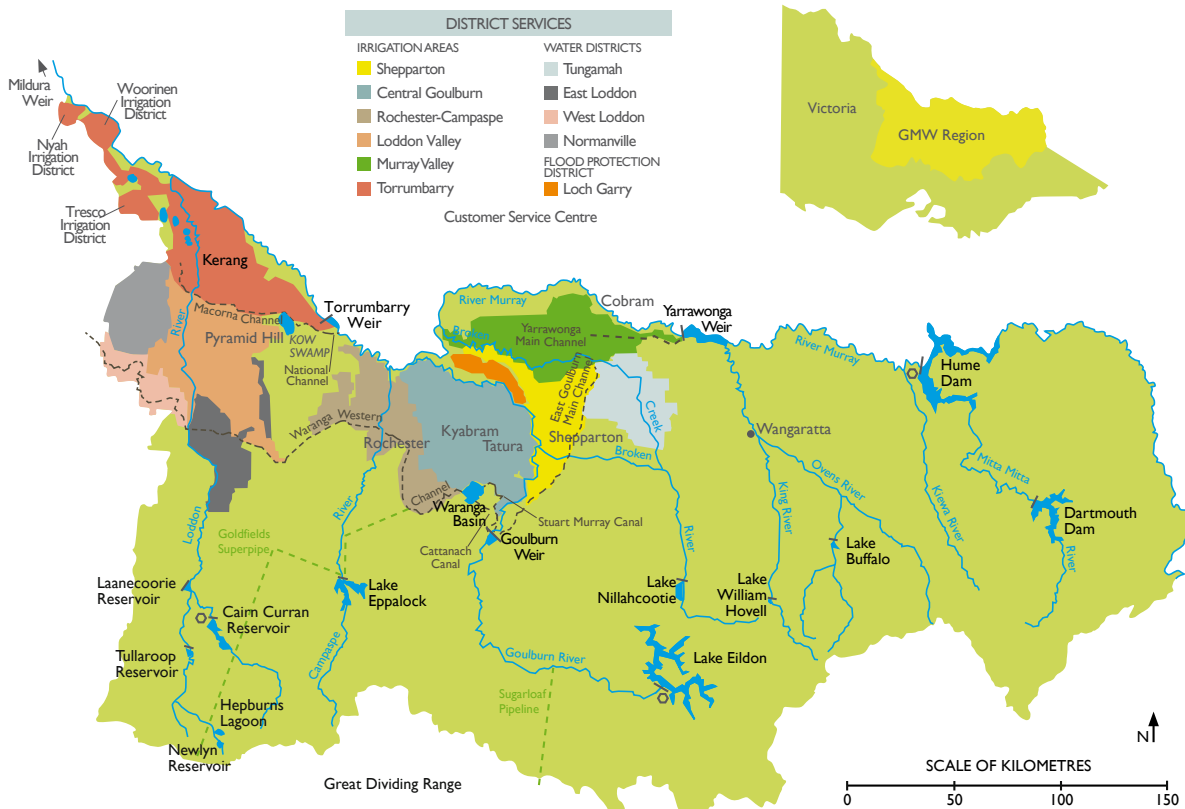 DISTRICT SERVICES
IRRIGATION AREAS
Shepparton
Central Goulburn
Rochester-Campaspe
Loddon Valley
Murray Valley
Torrumbarry
WATER DISTRICTS
Tungamah
East Loddon
West Loddon
Normanville
FLOOD PROTECTION
DISTRICT
Loch Garry
Customer Service Centre
Victoria
GMW Region
Mildura
Weir
Woorinen
Irrigation
District
Nyah
Irrigation
District
Tresco
Irrigation
District
Kerang
Torrumbarry
Weir
Macorna Channel
River
Pyramid Hill
KOW
SWAMP
National
Channel
River Murray
Cobram
Yarrawonga
Weir
Broken
Yarrawonga
Main Channel
River Murray
Hume
Dam
East Goulburn
Main Channel
Creek
Waranga Western
Rochester
Kyabram
Tatura
Shepparton
Broken
Wangaratta
Ovens River
Mitta Mitta
Channel
River
Waranga
Basin
Stuart Murray Canal
King River
Kiewa River
Dartmouth
Dam
Loddon
Goldfields
Superpipe
Cattanach
Canal
Goulburn
Weir
River
Lake
Buffalo
River
Laanecoorie
Reservoir
Lake
Eppalock
Lake
Nillahcootie
Lake
William
Hovell
Cairn Curran
Reservoir
Tullaroop
Reservoir
Campaspe
Goulburn River
Lake Eildon
Sugarloaf
Pipeline
Hepburns
Lagoon
Newlyn
Reservoir
Great Dividing Range
N
SCALE OF KILOMETRES
0 50 100 150